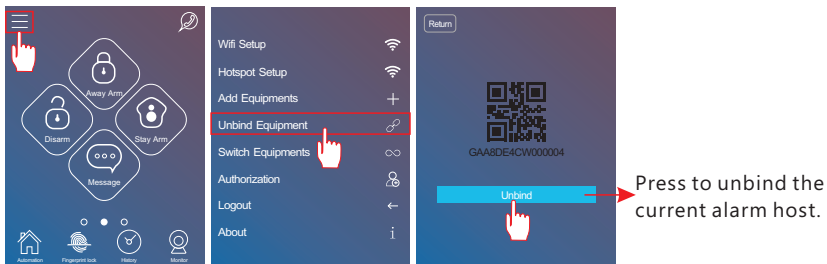 Away Arm
Disarm
Stay Arm
Message
Automation
Fingerprint lock
History
Monitor
Wifi Setup
Hotspot Setup
Add Equipments
Unbind Equipment
Switch Equipments
Authorization
Logout
About
Return
GAA8DE4CW000004
Unbind
Press to unbind the
current alarm host.